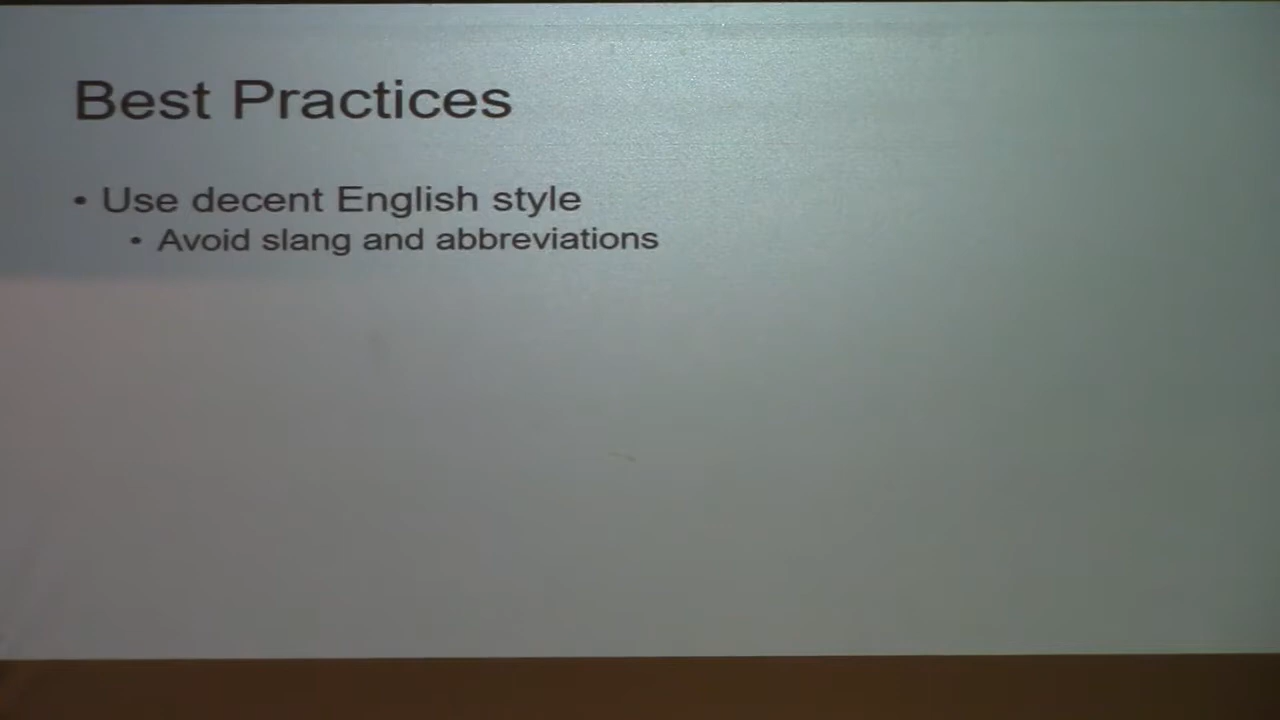 Best Practices
• Use decent English style
• Avoid slang and abbreviations